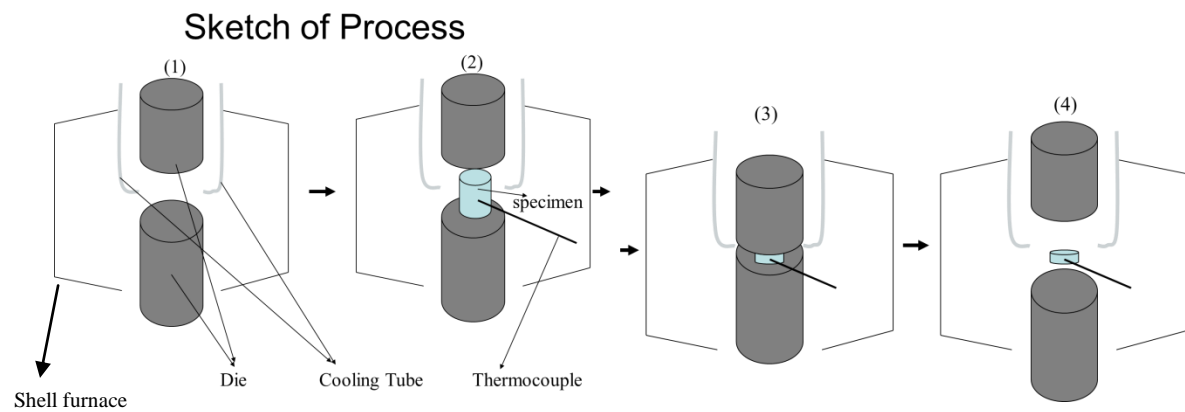 Sketch of Process
(1)
(2)
(3)
(4)
specimen
Die
Cooling Tube
Thermocouple
Shell furnace